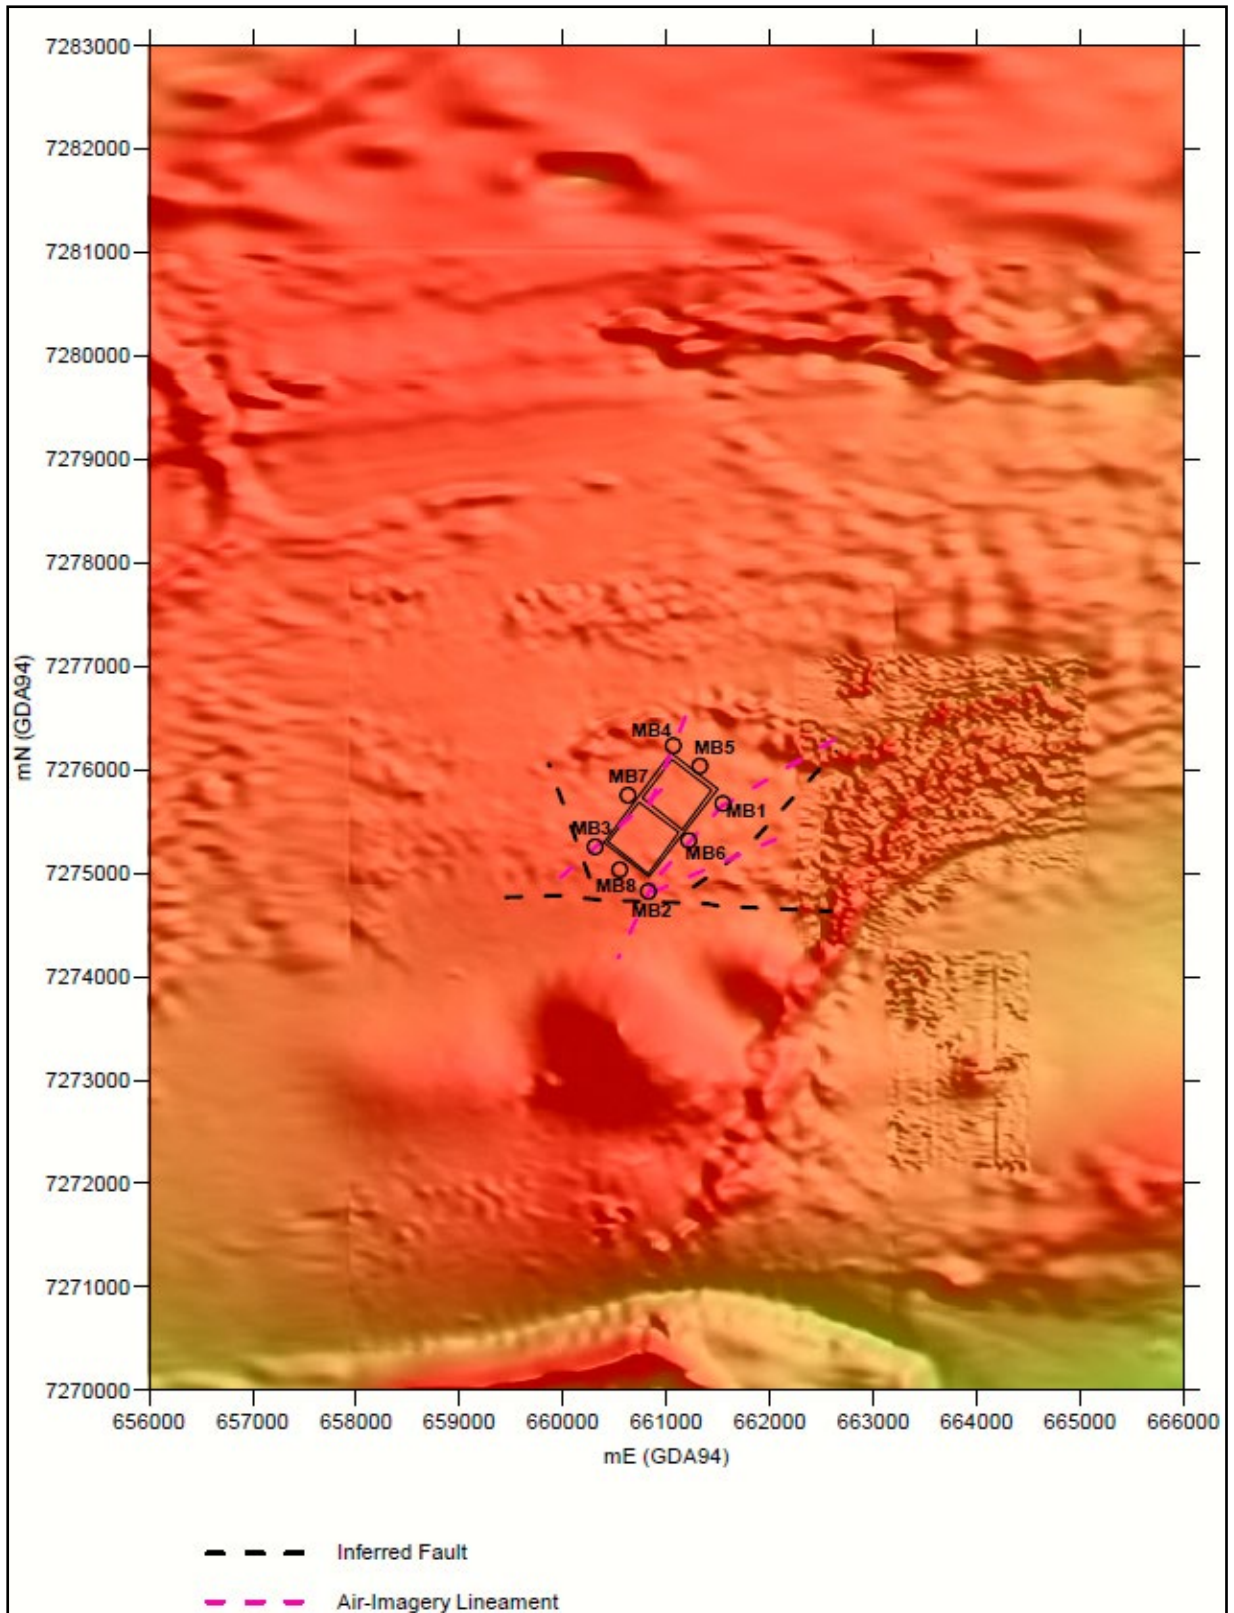 7283000
7282000
7281000
7280000
7279000
7278000
7277000
7276000
7275000
7274000
7273000
7272000
7271000
7270000
mN (GDA94)
MB4
MB5
MB7
MB1
MB3
MB6
MB8
MB2
656000 657000 658000 659000 660000 661000 662000 663000 664000 665000 666000
mE (GDA94)
Inferred Fault
Air-Imagery Lineament